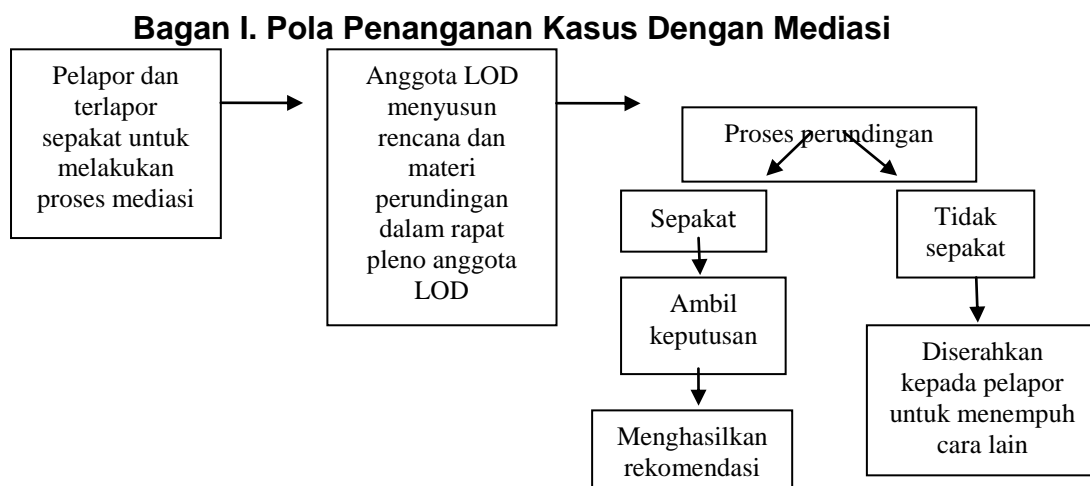 Bagan I. Pola Penanganan Kasus Dengan Mediasi
Pelapor dan
terlapor
sepakat untuk
melakukan
proses mediasi
Anggota LOD
menyusun
rencana dan
materi
perundingan
dalam rapat
pleno anggota
LOD
Proses perundingan
Sepakat
Ambil
keputusan
Menghasilkan
rekomendasi
Tidak
sepakat
Diserahkan
kepada pelapor
untuk menempuh
cara lain